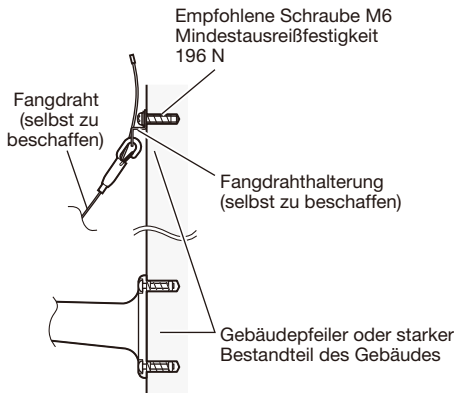 Empfohlene Schraube M6
Mindestausreißfestigkeit
196 N
Fangdraht
(selbst zu
beschaffen)
Fangdrahthalterung
(selbst zu beschaffen)
Gebäudepfeiler oder starker
Bestandteil des Gebäudes